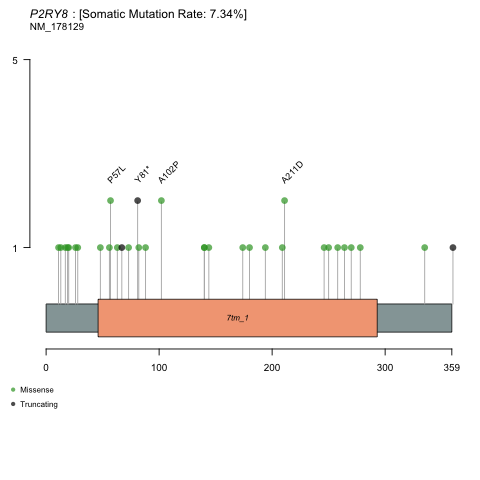 P2RY8 : [Somatic Mutation Rate: 7.34%]
NM_178129
5
P57L
Y81*
A102P
A211D
1
7tm_1
0
100
200
300
359
Missense
Truncating